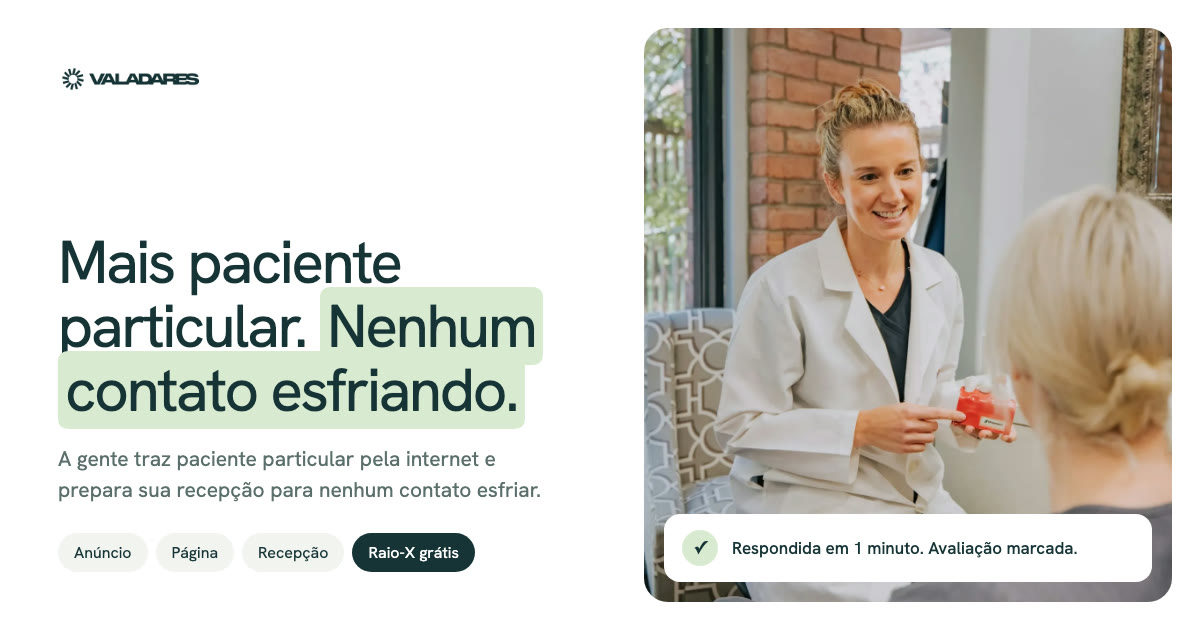 VALADARES
Mais paciente
particular. Nenhum
contato esfriando.
A gente traz paciente particular pela internet e
prepara sua recepção para nenhum contato esfriar.
Anúncio
Página
Recepção
Raio-X grátis
Respondida em 1 minuto. Avaliação marcada.